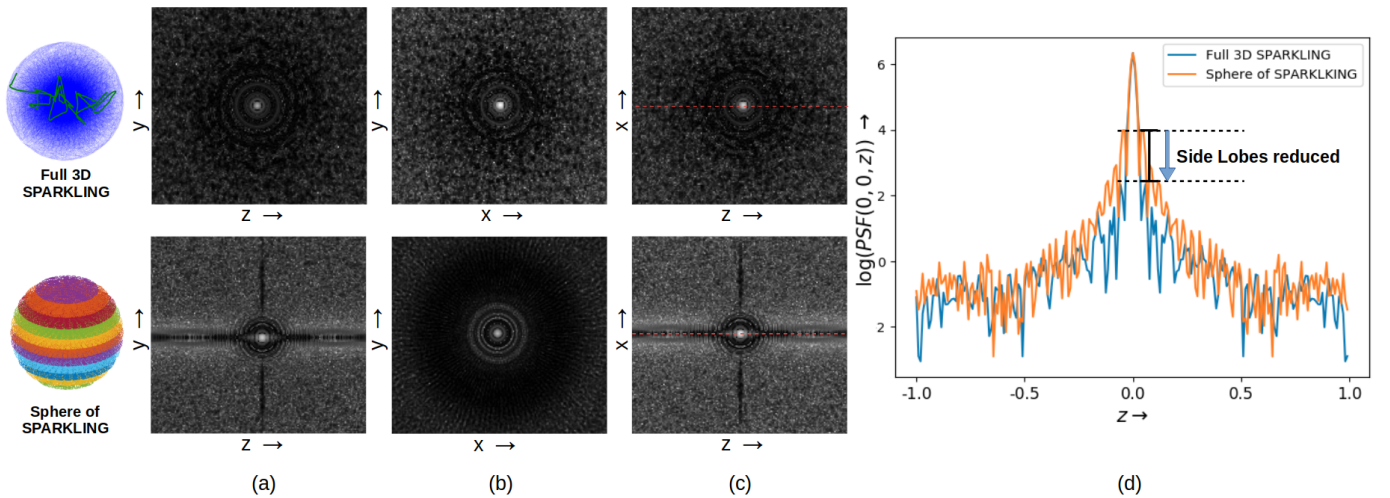 Full 3D
SPARKLING
y →
z →
y →
x →
x →
z →
Sphere of
SPARKLING
y →
z →
y →
x →
x →
z →
(a)
(b)
(c)
log(PSF(0, 0, z)) →
6
4
2
0
2
Full 3D SPARKLING
Sphere of SPARKLKING
Side Lobes reduced
-1.0
-0.5
0.0
0.5
1.0
z →
(d)